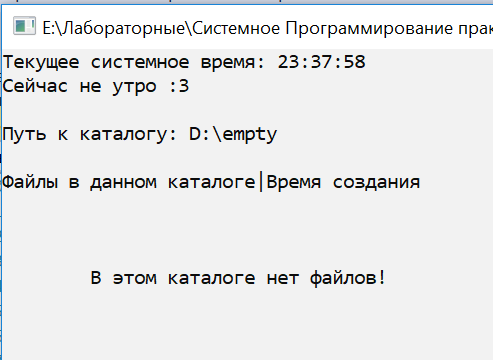 E:\Лабораторные\Системное Программирование прак
Текущее системное время: 23:37:58
Сейчас не утро :3
Путь к каталогу: D:\empty
Файлы в данном каталоге|Время создания
В этом каталоге нет файлов!